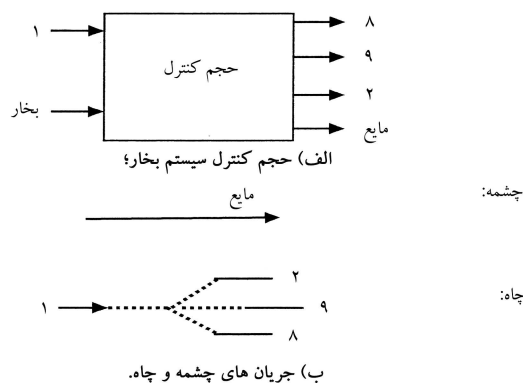 ۸
۱
۹
حجم کنترل
۲
بخار
مایع
الف) حجم کنترل سیستم بخار؛
چشمه:
مایع
چاه:
۲
۱
۹
۸
ب) جریان های چشمه و چاه.